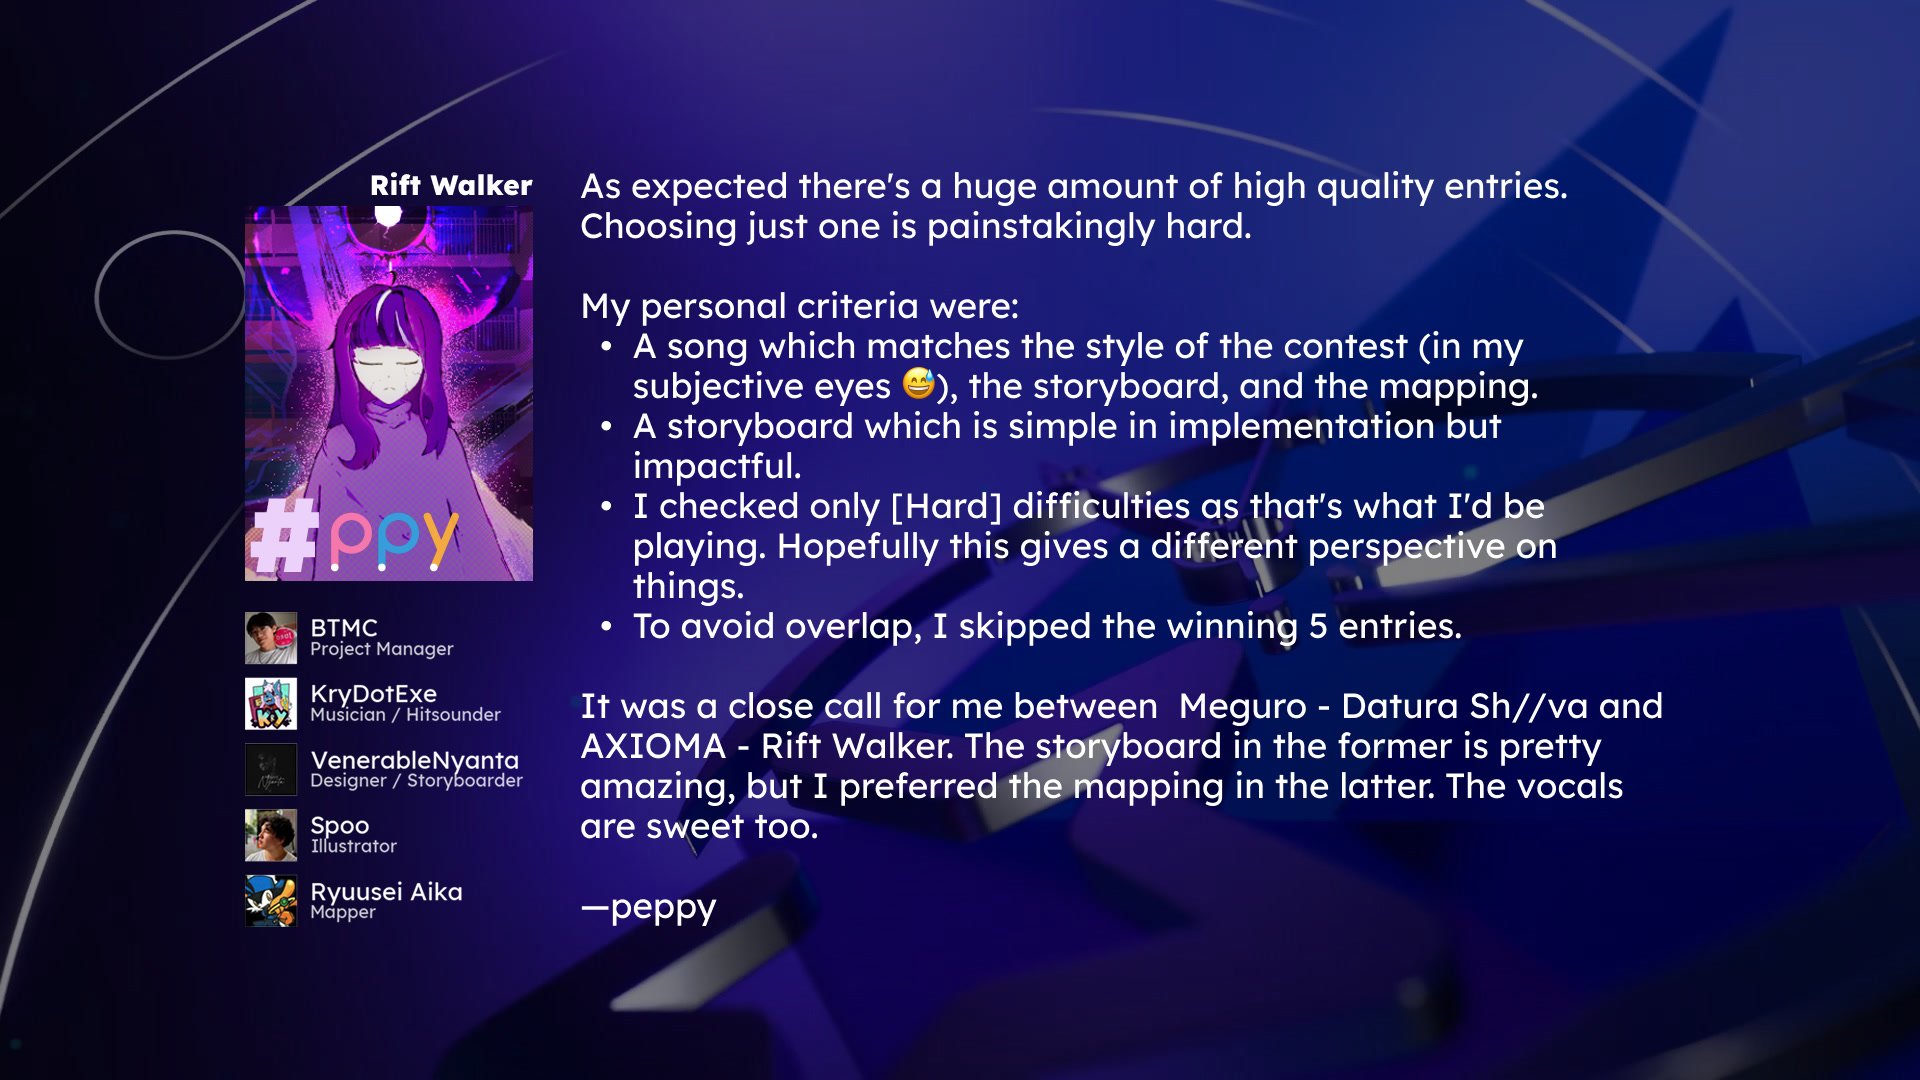 Rift Walker
#ppy
BTMC
Project Manager
KryDotExe
Musician / Hitsounder
VenerableNyanta
Designer / Storyboarder
Spoo
Illustrator
Ryuusei Aika
Mapper
As expected there's a huge amount of high quality entries.
Choosing just one is painstakingly hard.
My personal criteria were:
• A song which matches the style of the contest (in my
subjective eyes 😅), the storyboard, and the mapping.
• A storyboard which is simple in implementation but
impactful.
• I checked only [Hard] difficulties as that's what I'd be
playing. Hopefully this gives a different perspective on
things.
• To avoid overlap, I skipped the winning 5 entries.
It was a close call for me between  Meguro - Datura Sh//va and
AXIOMA - Rift Walker. The storyboard in the former is pretty
amazing, but I preferred the mapping in the latter. The vocals
are sweet too.
—peppy